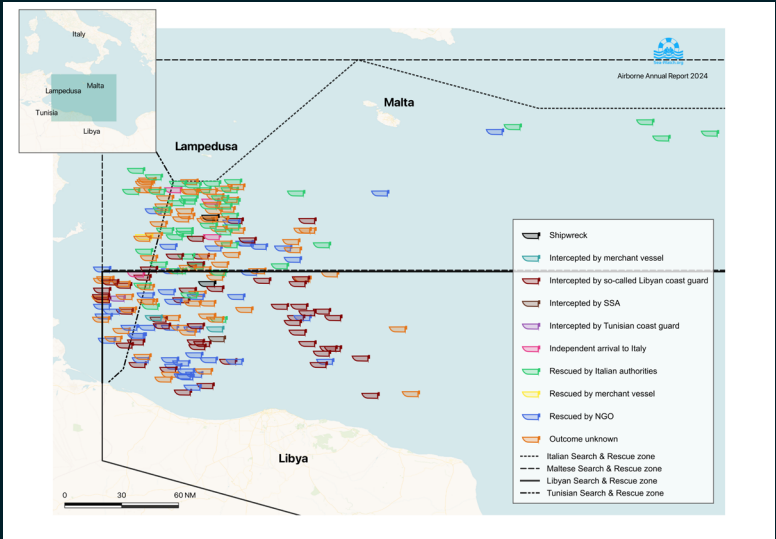 Italy
Malta
Lampedusa
Tunisia
Libya
Airborne Annual Report 2024
Malta
Lampedusa
Shipwreck
Intercepted by merchant vessel
Intercepted by so-called Libyan coast guard
Intercepted by SSA
Intercepted by Tunisian coast guard
Independent arrival to Italy
Rescued by Italian authorities
Rescued by merchant vessel
Rescued by NGO
Outcome unknown
Italian Search & Rescue zone
Maltese Search & Rescue zone
Libyan Search & Rescue zone
Tunisian Search & Rescue zone
Libya
0 30 60 NM